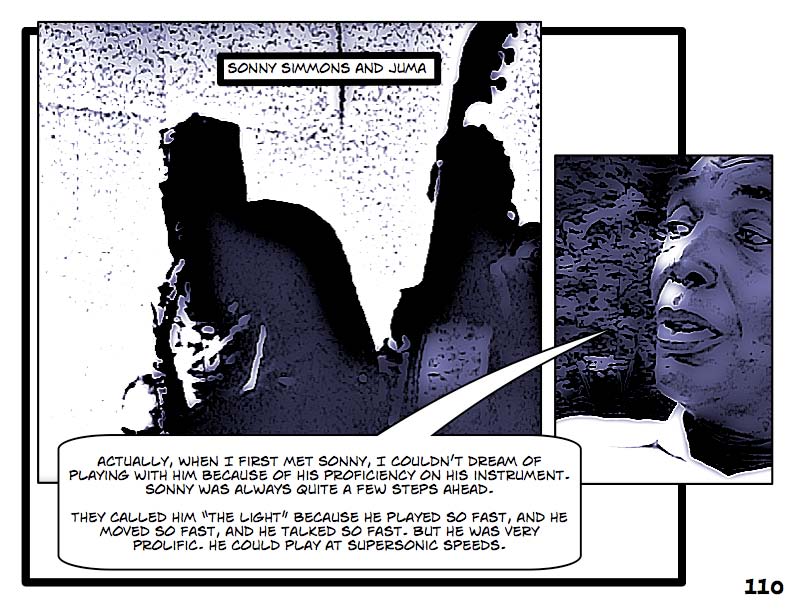 SONNY SIMMONS AND JUMA
ACTUALLY, WHEN I FIRST MET SONNY, I COULDN'T DREAM OF
PLAYING WITH HIM BECAUSE OF HIS PROFICIENCY ON HIS INSTRUMENT.
SONNY WAS ALWAYS QUITE A FEW STEPS AHEAD.
THEY CALLED HIM "THE LIGHT" BECAUSE HE PLAYED SO FAST, AND HE
MOVED SO FAST, AND HE TALKED SO FAST. BUT HE WAS VERY
PROLIFIC. HE COULD PLAY AT SUPERSONIC SPEEDS.
110